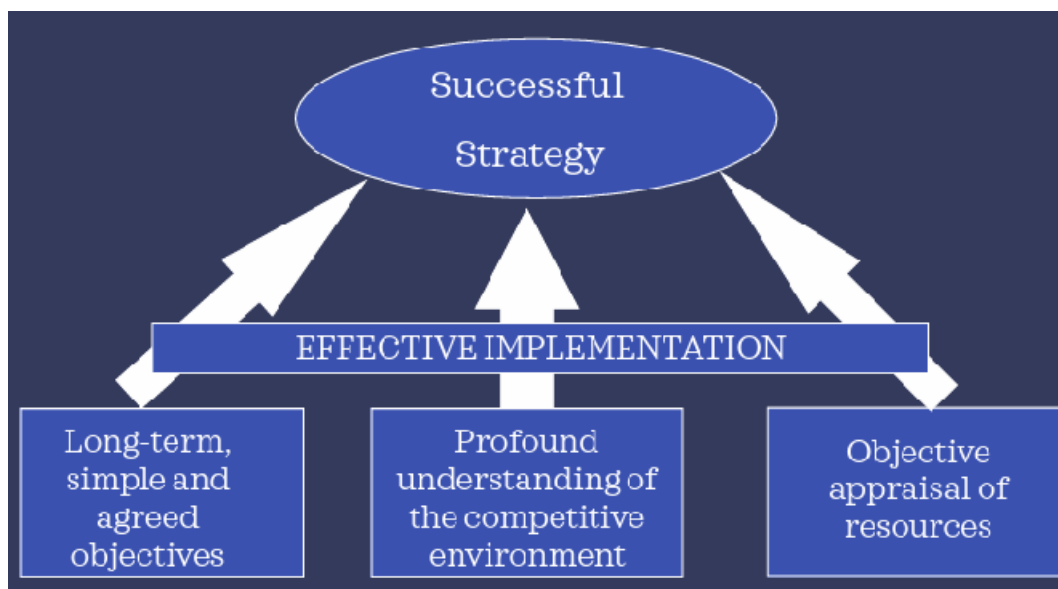 Successful
Strategy
EFFECTIVE IMPLEMENTATION
Long-term,
simple and
agreed
objectives
Profound
understanding of
the competitive
environment
Objective
appraisal of
resources